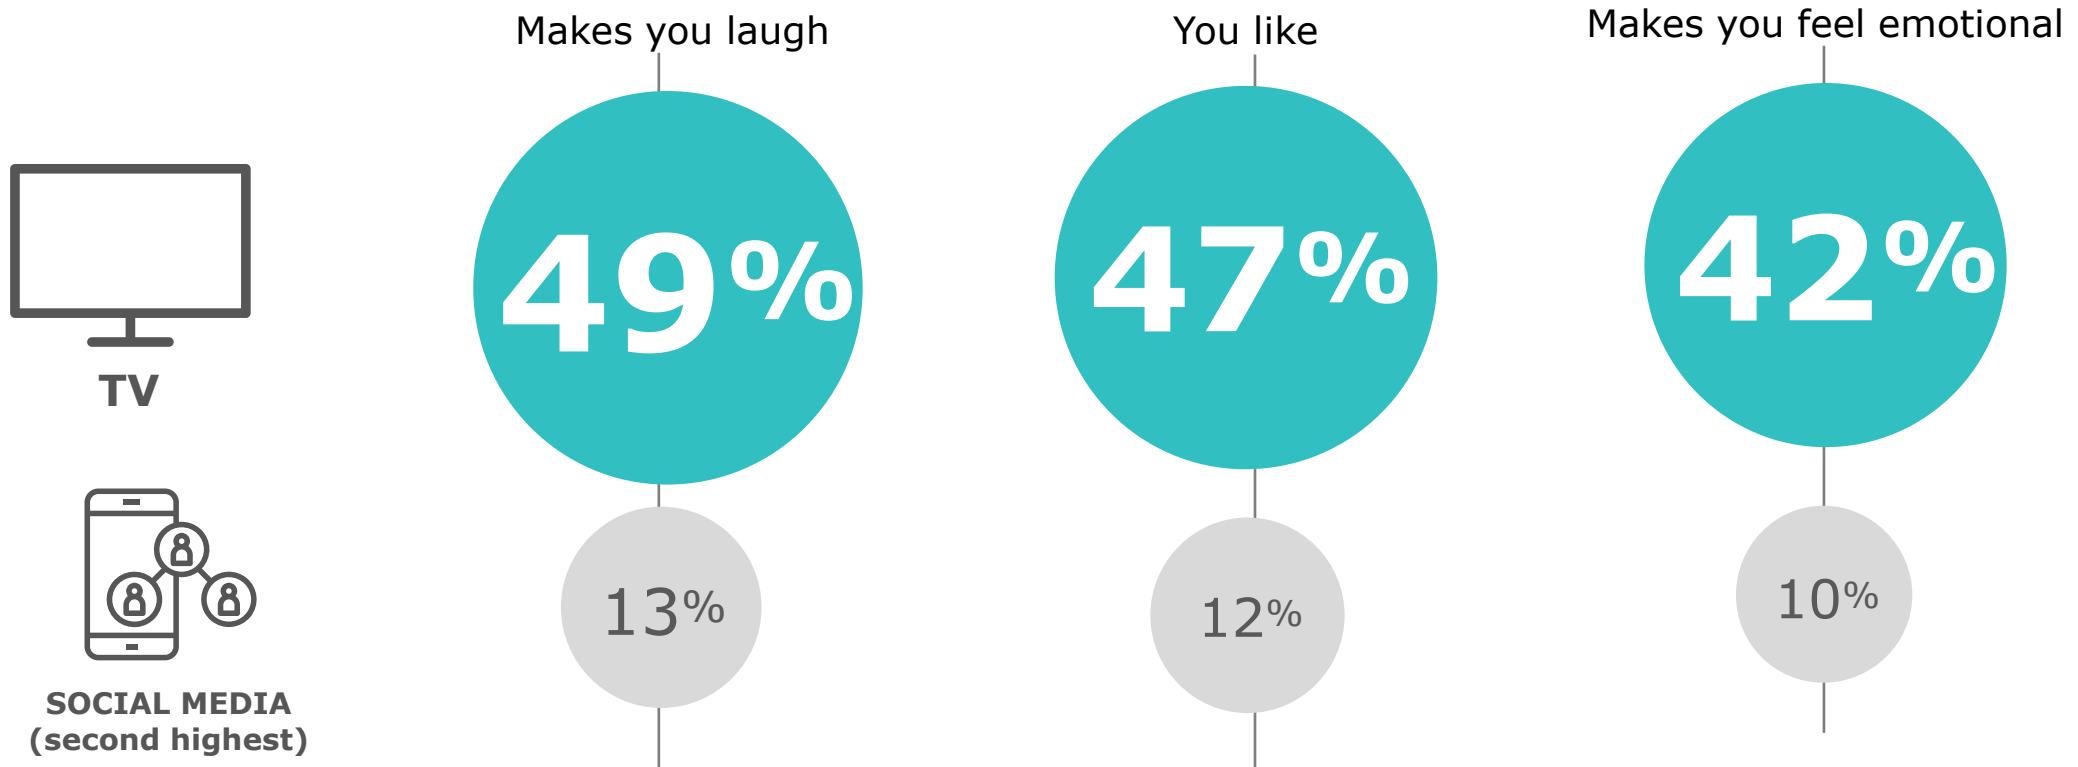 Makes you laugh
You like
Makes you feel emotional
49%
47%
42%
TV
13%
12%
10%
SOCIAL MEDIA
(second highest)